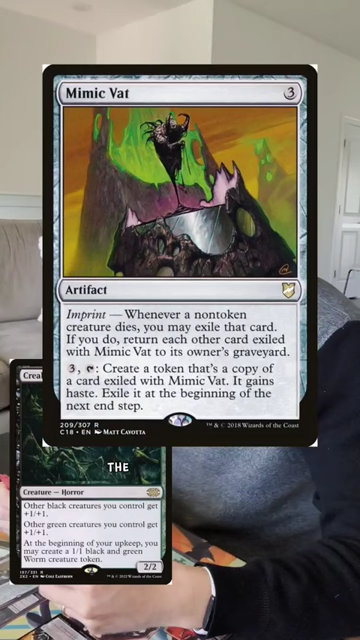 Mimic Vat 3
Artifact
Imprint — Whenever a nontoken
creature dies, you may exile that card.
If you do, return each other card exiled
with Mimic Vat to its owner's graveyard.
3, T: Create a token that's a copy of
a card exiled with Mimic Vat. It gains
haste. Exile it at the beginning of the
next end step.
209/307 R
C18 • EN MATT CAVOTTA
™ & © 2018 Wizards of the Coast
THE
Creature — Horror
Other black creatures you control get
+1/+1.
Other green creatures you control get
+1/+1.
At the beginning of your upkeep, you
may create a 1/1 black and green
Worm creature token.
2/2